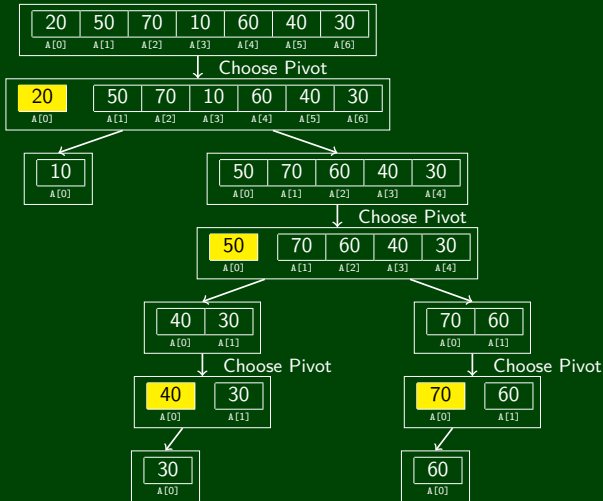 20 50 70 10 60 40 30
A[0] A[1] A[2] A[3] A[4] A[5] A[6]
Choose Pivot
20 50 70 10 60 40 30
A[0] A[1] A[2] A[3] A[4] A[5] A[6]
10
A[0]
50 70 60 40 30
A[0] A[1] A[2] A[3] A[4]
Choose Pivot
50 70 60 40 30
A[0] A[1] A[2] A[3] A[4]
40 30
A[0] A[1]
70 60
A[0] A[1]
Choose Pivot
Choose Pivot
40 30
A[0] A[1]
70 60
A[0] A[1]
30
A[0]
60
A[0]